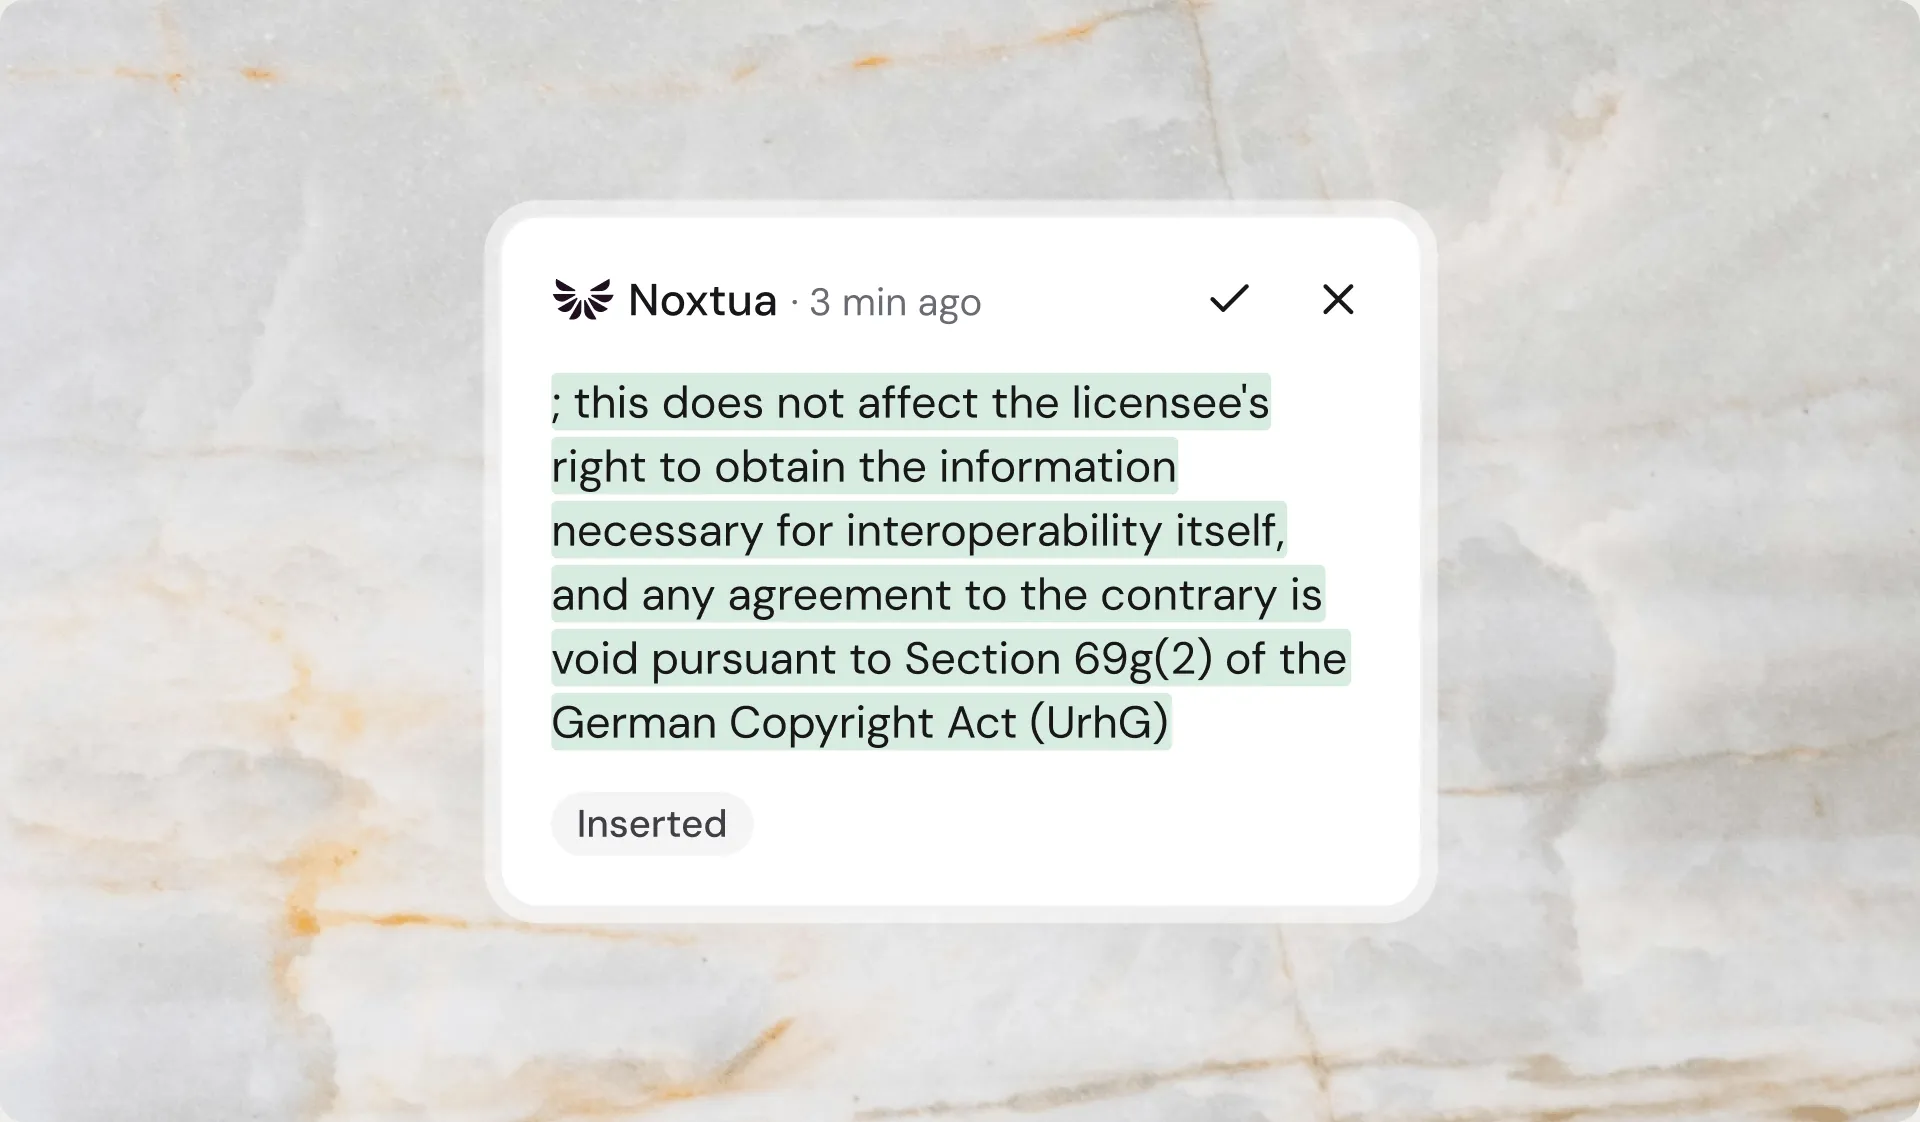 Noxtua · 3 min ago
; this does not affect the licensee's
right to obtain the information
necessary for interoperability itself,
and any agreement to the contrary is
void pursuant to Section 69g(2) of the
German Copyright Act (UrhG)
Inserted